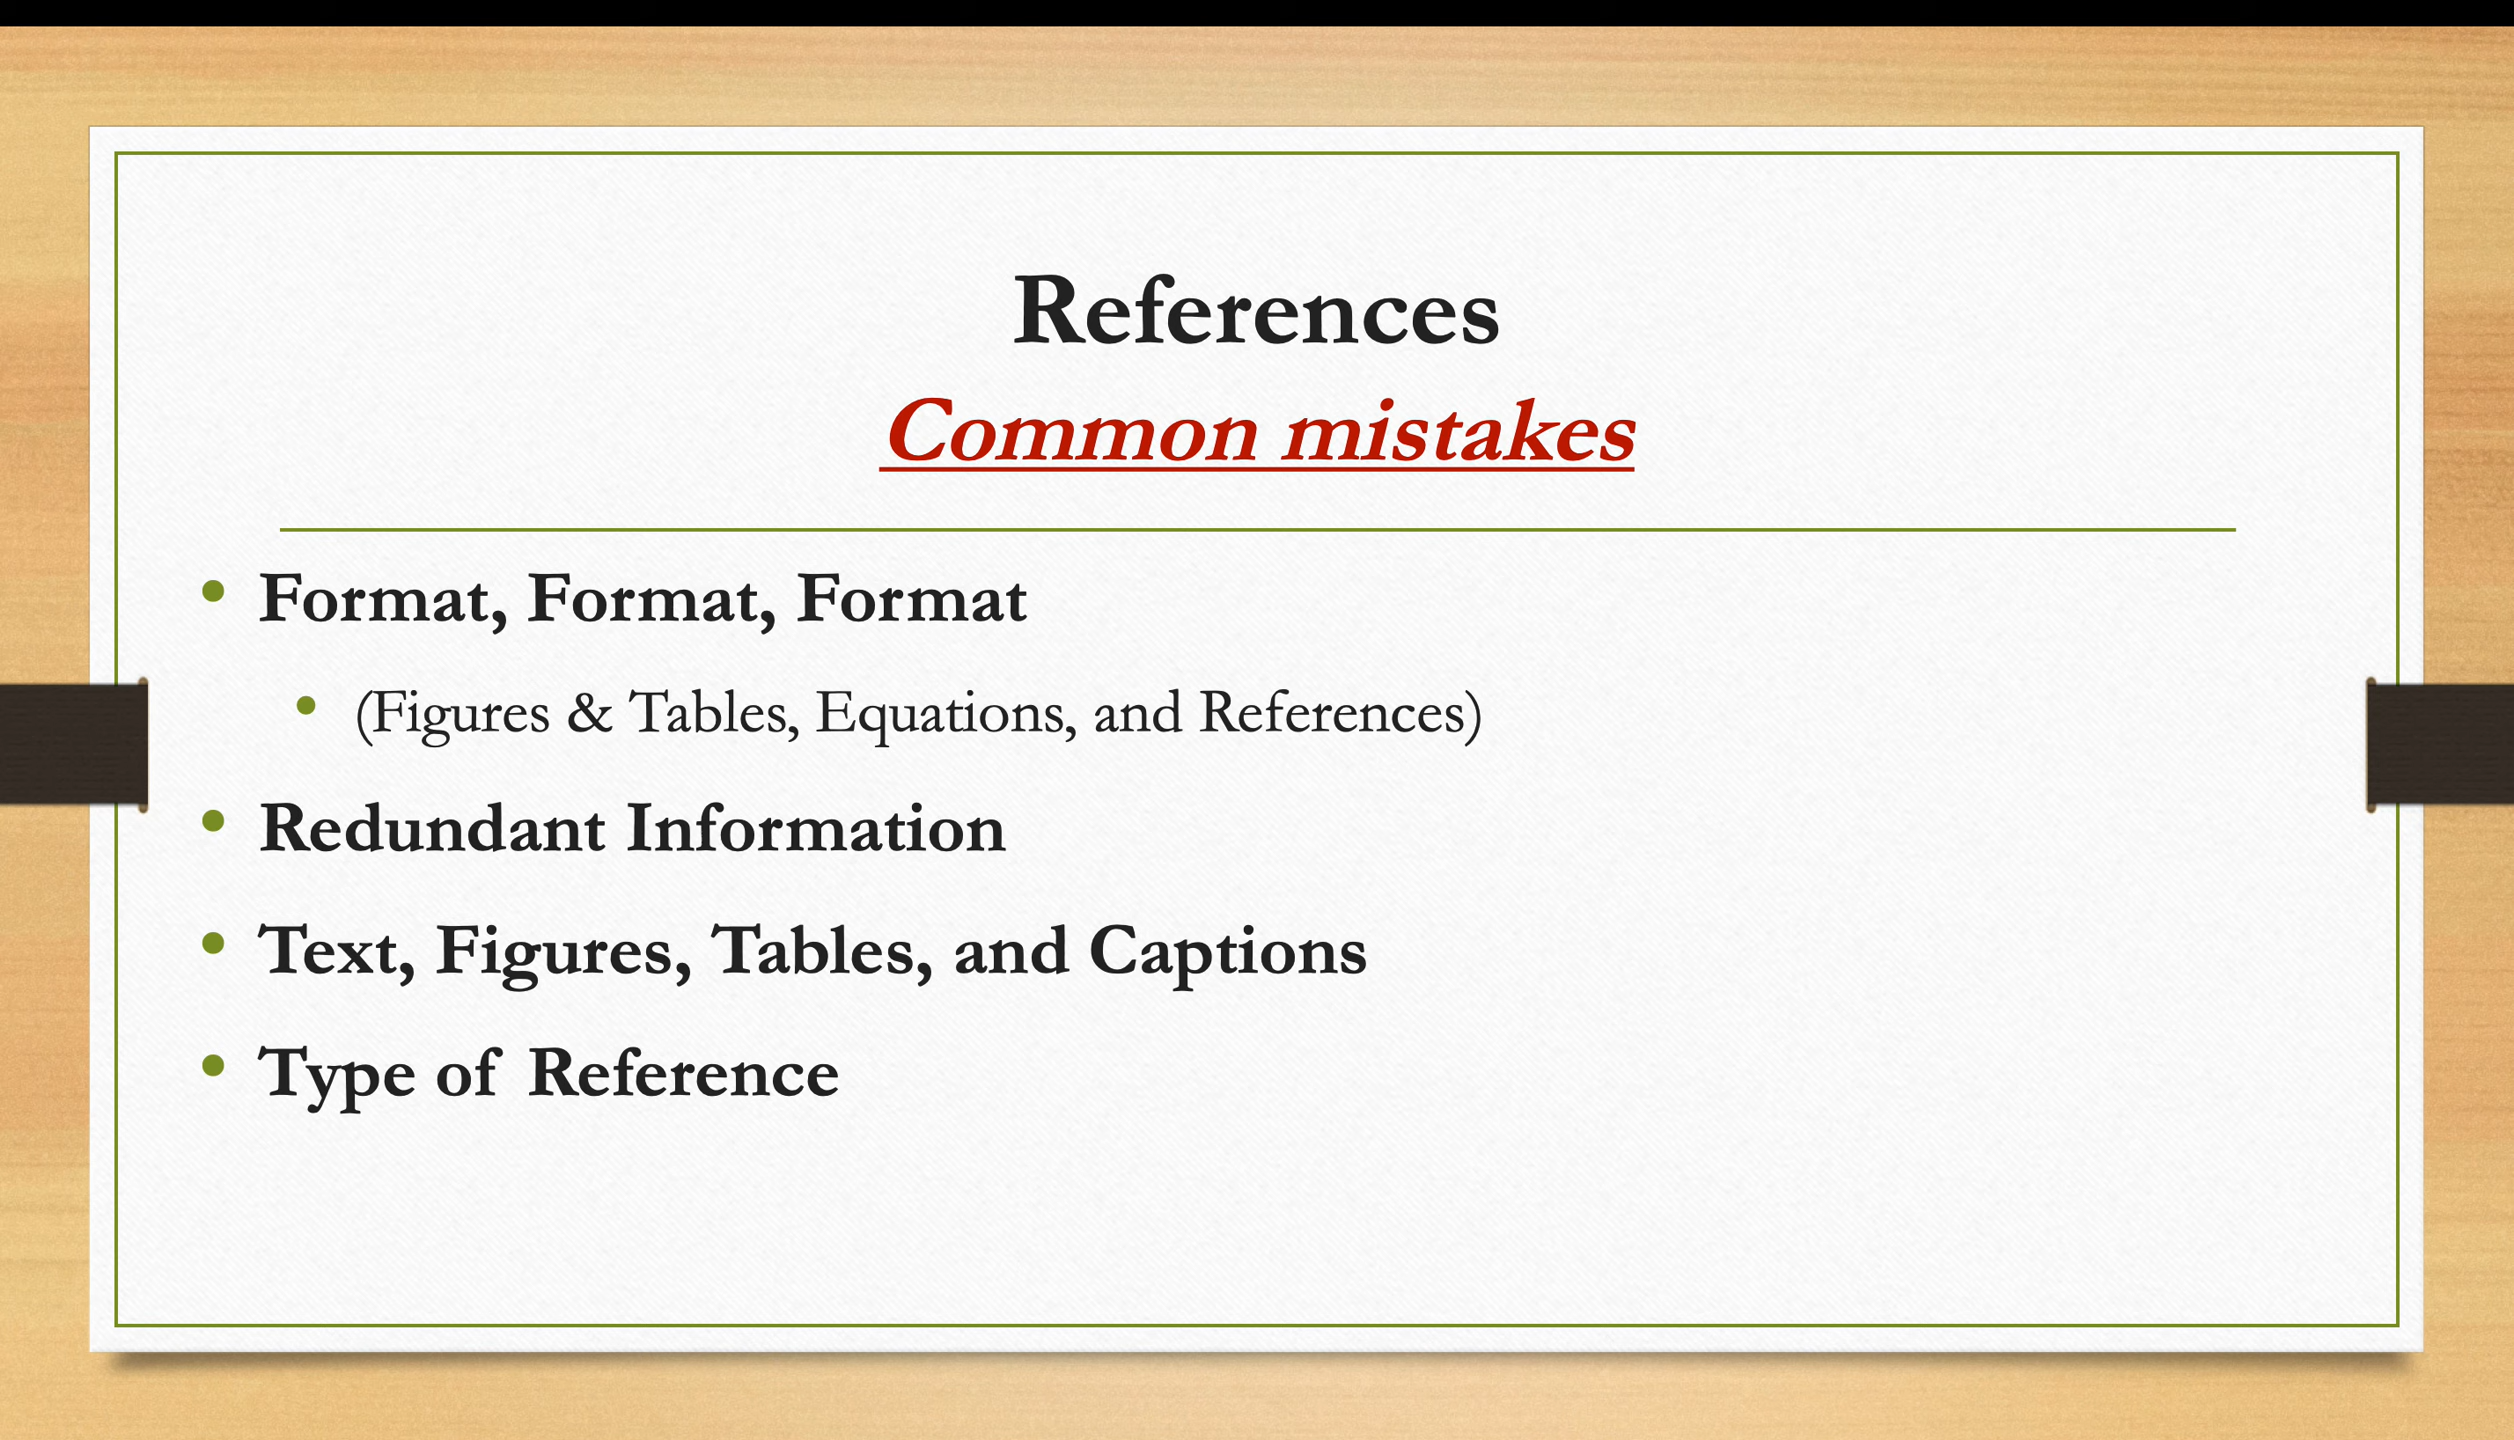 References
Common mistakes
• Format, Format, Format
• (Figures & Tables, Equations, and References)
• Redundant Information
• Text, Figures, Tables, and Captions
• Type of Reference